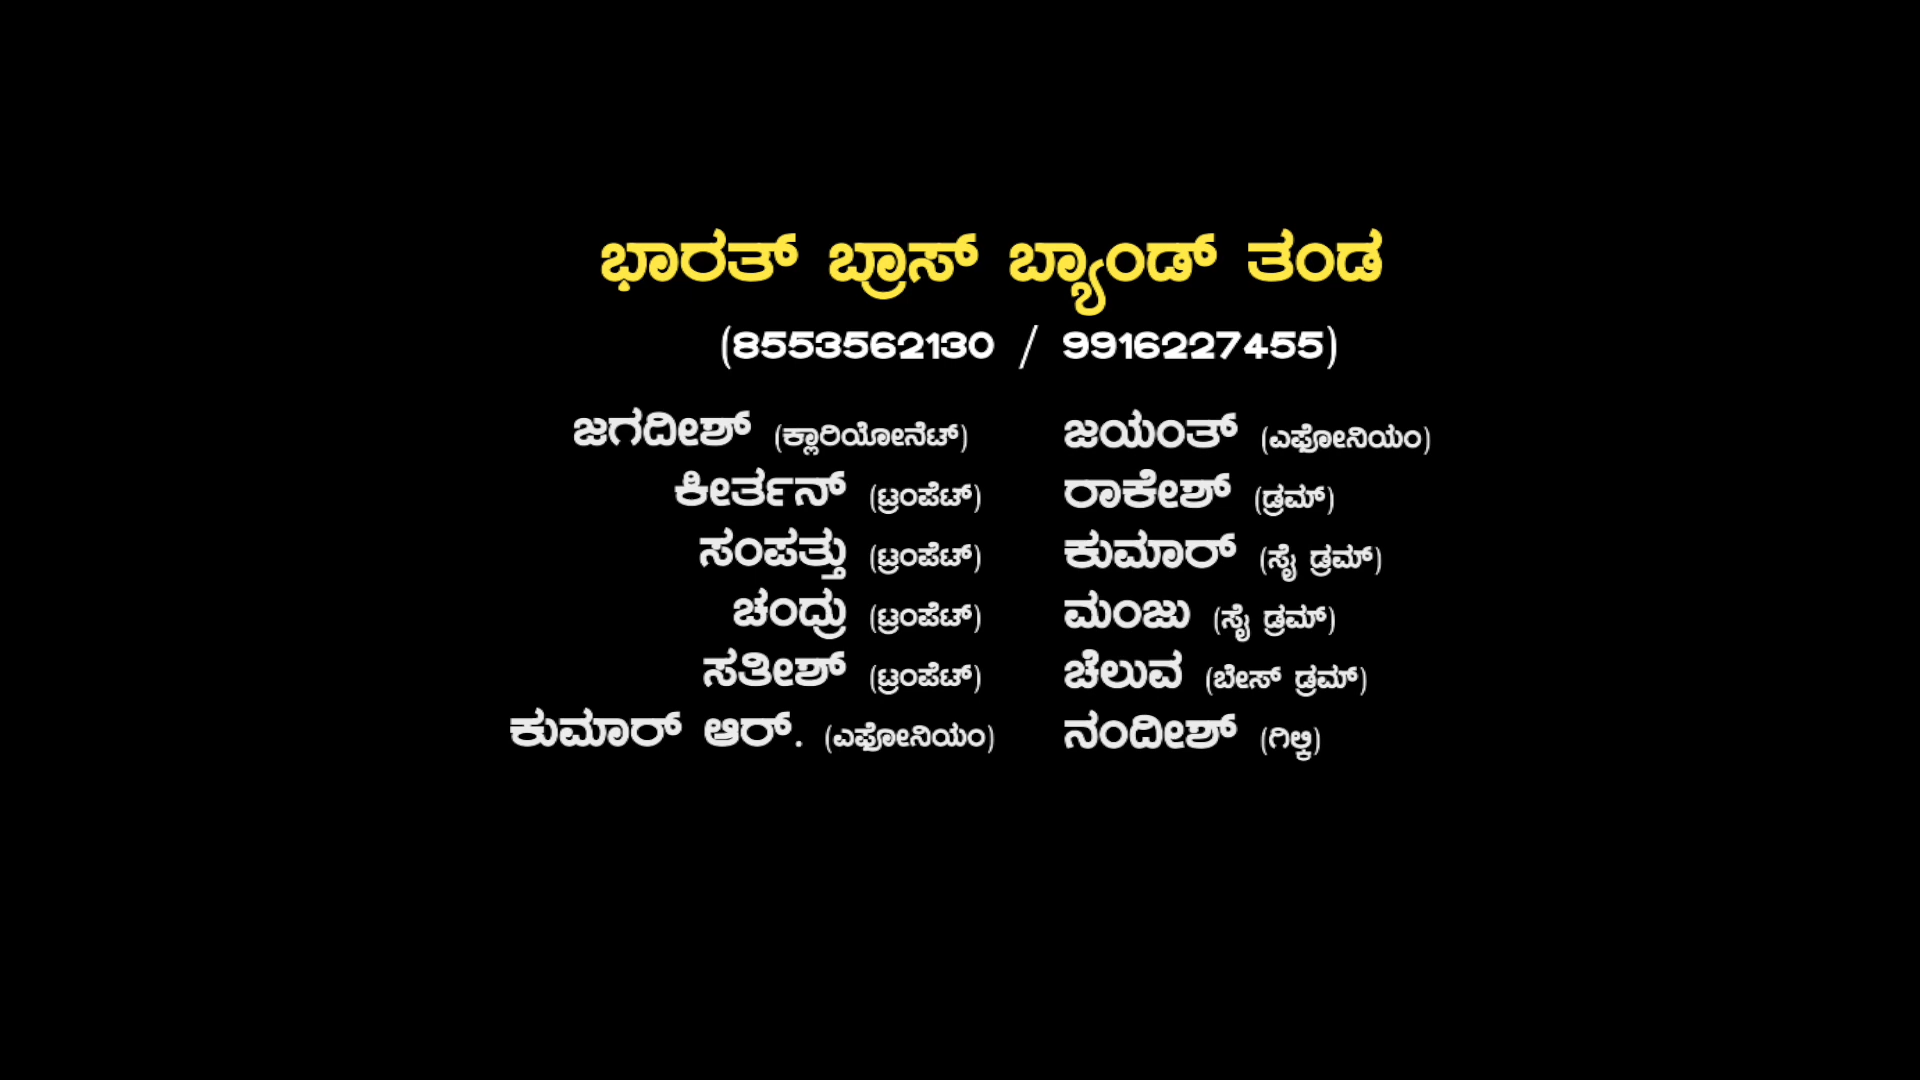 ಭಾರತ್ ಬ್ರಾಸ್ ಬ್ಯಾಂಡ್ ತಂಡ
(8553562130 / 9916227455)
ಜಗದೀಶ್ (ಕ್ಲಾರಿಯೋನೆಟ್) ಜಯಂತ್ (ಎಫೋನಿಯಂ)
ಕೀರ್ತನ್ (ಟ್ರಂಪೆಟ್) ರಾಕೇಶ್ (ಡ್ರಮ್)
ಸಂಪತ್ತು (ಟ್ರಂಪೆಟ್) ಕುಮಾರ್ (ಸೈ ಡ್ರಮ್)
ಚಂದ್ರು (ಟ್ರಂಪೆಟ್) ಮಂಜು (ಸೈ ಡ್ರಮ್)
ಸತೀಶ್ (ಟ್ರಂಪೆಟ್) ಚೆಲುವ (ಬೇಸ್ ಡ್ರಮ್)
ಕುಮಾರ್ ಆರ್. (ಎಫೋನಿಯಂ) ನಂದೀಶ್ (ಗಿಲ್ಕಿ)